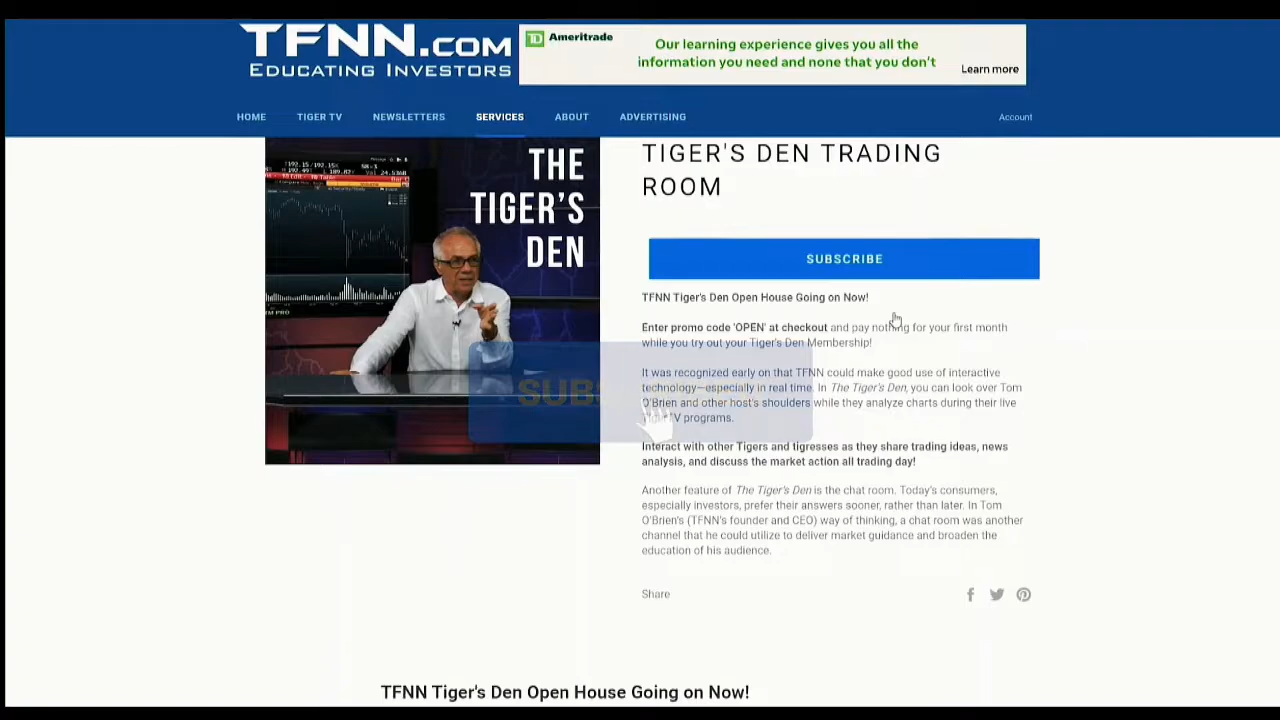 TFNN.COM
EDUCATING INVESTORS
Ameritrade
Our learning experience gives you all the
information you need and none that you don't
Learn more
HOME TIGER TV NEWSLETTERS SERVICES ABOUT ADVERTISING Account
THE
TIGER'S
DEN
TIGER'S DEN TRADING
ROOM
SUBSCRIBE
TFNN Tiger's Den Open House Going on Now!
Enter promo code 'OPEN' at checkout and pay nothing for your first month
while you try out your Tiger's Den Membership!
It was recognized early on that TFNN could make good use of interactive
technology—especially in real time. In The Tiger's Den, you can look over Tom
O'Brien and other host's shoulders while they analyze charts during their live
Tiger TV programs.
Interact with other Tigers and tigresses as they share trading ideas, news
analysis, and discuss the market action all trading day!
Another feature of The Tiger's Den is the chat room. Today's consumers,
especially investors, prefer their answers sooner, rather than later. In Tom
O'Brien's (TFNN's founder and CEO) way of thinking, a chat room was another
channel that he could utilize to deliver market guidance and broaden the
education of his audience.
Share
TFNN Tiger's Den Open House Going on Now!